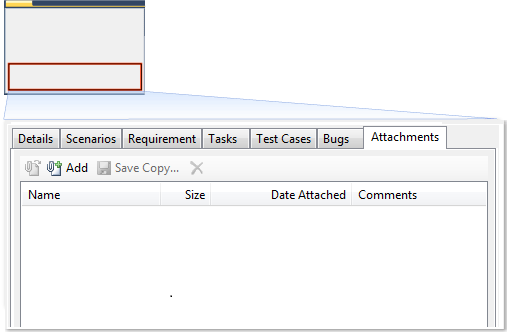 Details Scenarios Requirement Tasks Test Cases Bugs Attachments
Add Save Copy...
Name Size Date Attached Comments